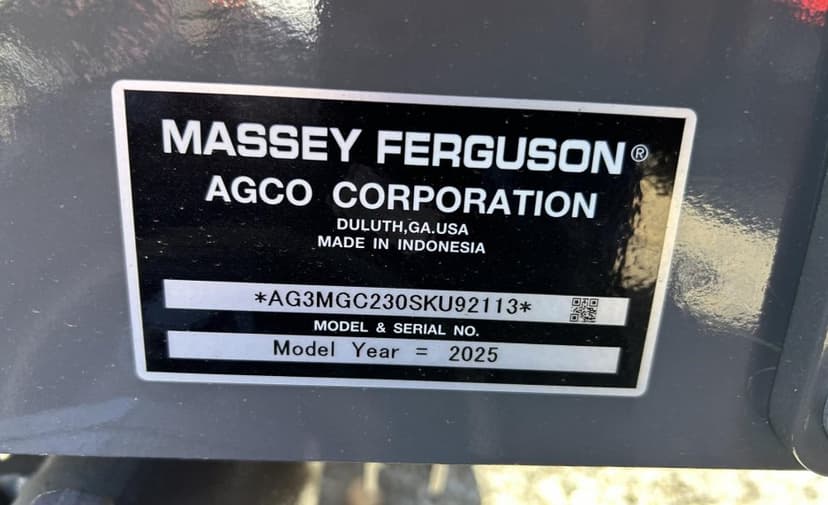 MASSEY FERGUSON®
AGCO CORPORATION
DULUTH,GA.USA
MADE IN INDONESIA
*AG3MGC230SKU92113*
MODEL & SERIAL NO.
Model Year = 2025